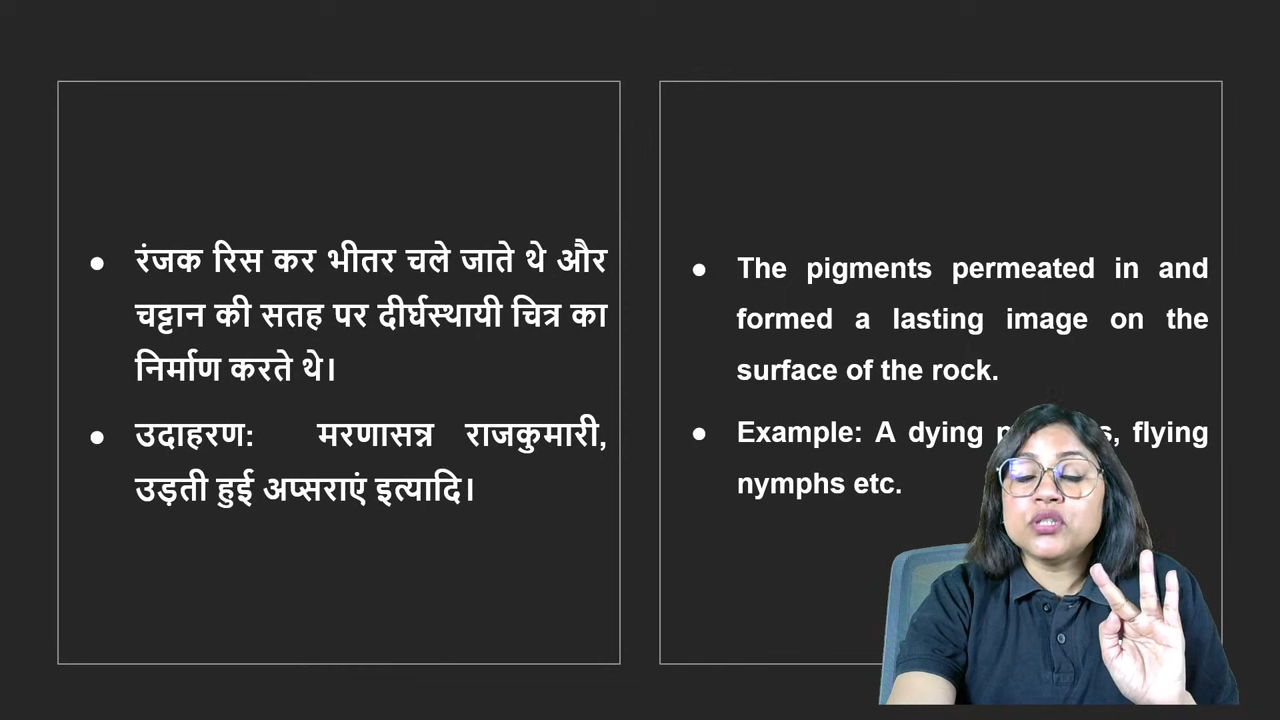 ● रंजक रिस कर भीतर चले जाते थे और
चट्टान की सतह पर दीर्घस्थायी चित्र का
निर्माण करते थे।
● उदाहरण: मरणासन्न राजकुमारी,
उड़ती हुई अप्सराएं इत्यादि।
● The pigments permeated in and
formed a lasting image on the
surface of the rock.
● Example: A dying flying
nymphs etc.